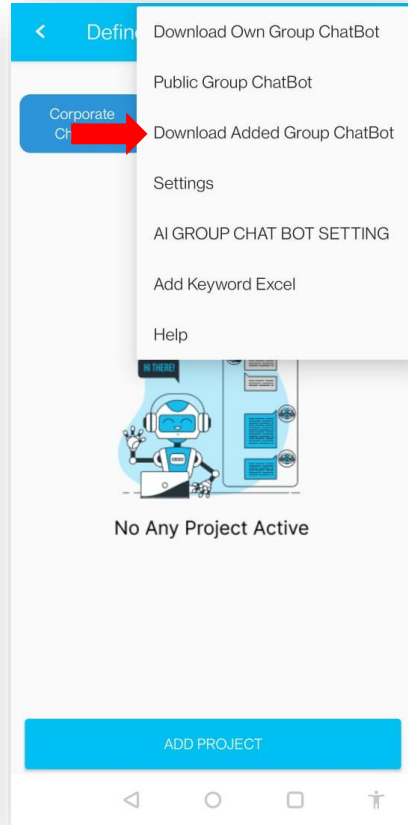 Defin
Download Own Group ChatBot
Public Group ChatBot
Corporate
Ch
Download Added Group ChatBot
Settings
AI GROUP CHAT BOT SETTING
Add Keyword Excel
Help
HI THERE!
No Any Project Active
ADD PROJECT